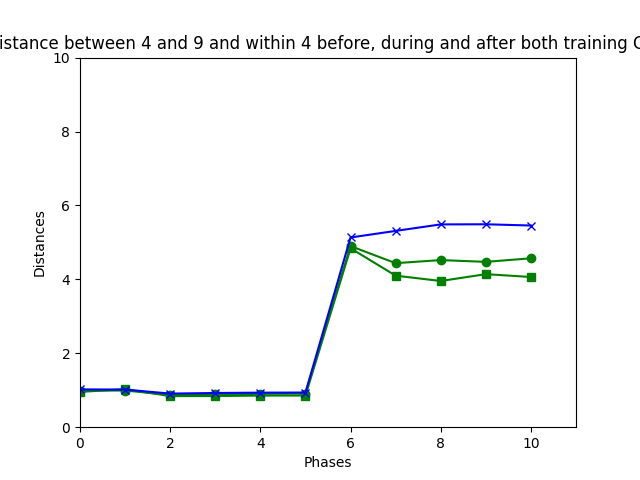 istance between 4 and 9 and within 4 before, during and after both training
10
8
6
4
2
0
Distances
0 2 4 6 8 10
Phases